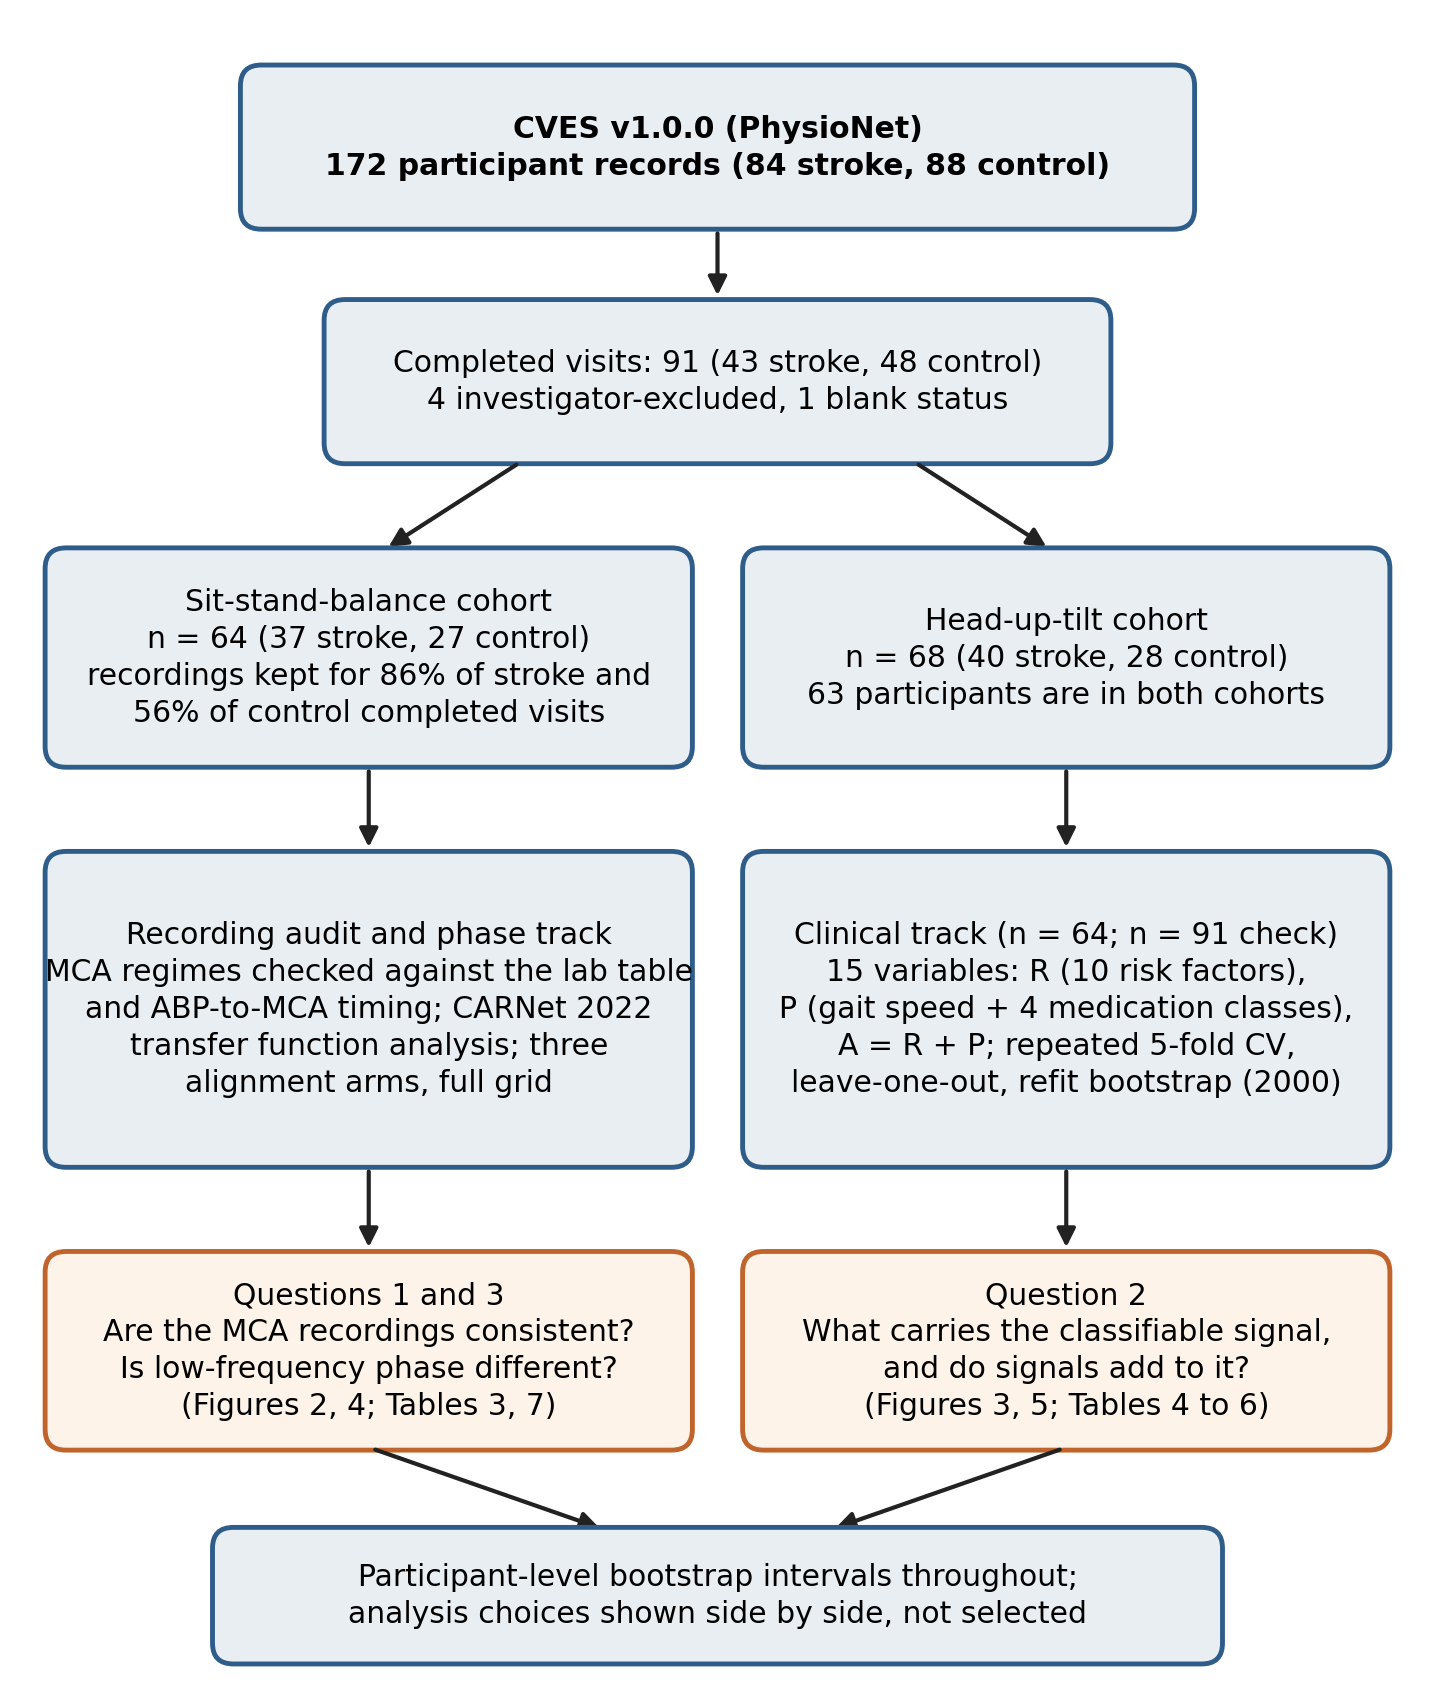 CVES v1.0.0 (PhysioNet)
172 participant records (84 stroke, 88 control)
Completed visits: 91 (43 stroke, 48 control)
4 investigator-excluded, 1 blank status
Sit-stand-balance cohort
n = 64 (37 stroke, 27 control)
recordings kept for 86% of stroke and
56% of control completed visits
Head-up-tilt cohort
n = 68 (40 stroke, 28 control)
63 participants are in both cohorts
Recording audit and phase track
MCA regimes checked against the lab table
and ABP-to-MCA timing; CARNet 2022
transfer function analysis; three
alignment arms, full grid
Clinical track (n = 64; n = 91 check)
15 variables: R (10 risk factors),
P (gait speed + 4 medication classes),
A = R + P; repeated 5-fold CV,
leave-one-out, refit bootstrap (2000)
Questions 1 and 3
Are the MCA recordings consistent?
Is low-frequency phase different?
(Figures 2, 4; Tables 3, 7)
Question 2
What carries the classifiable signal,
and do signals add to it?
(Figures 3, 5; Tables 4 to 6)
Participant-level bootstrap intervals throughout;
analysis choices shown side by side, not selected